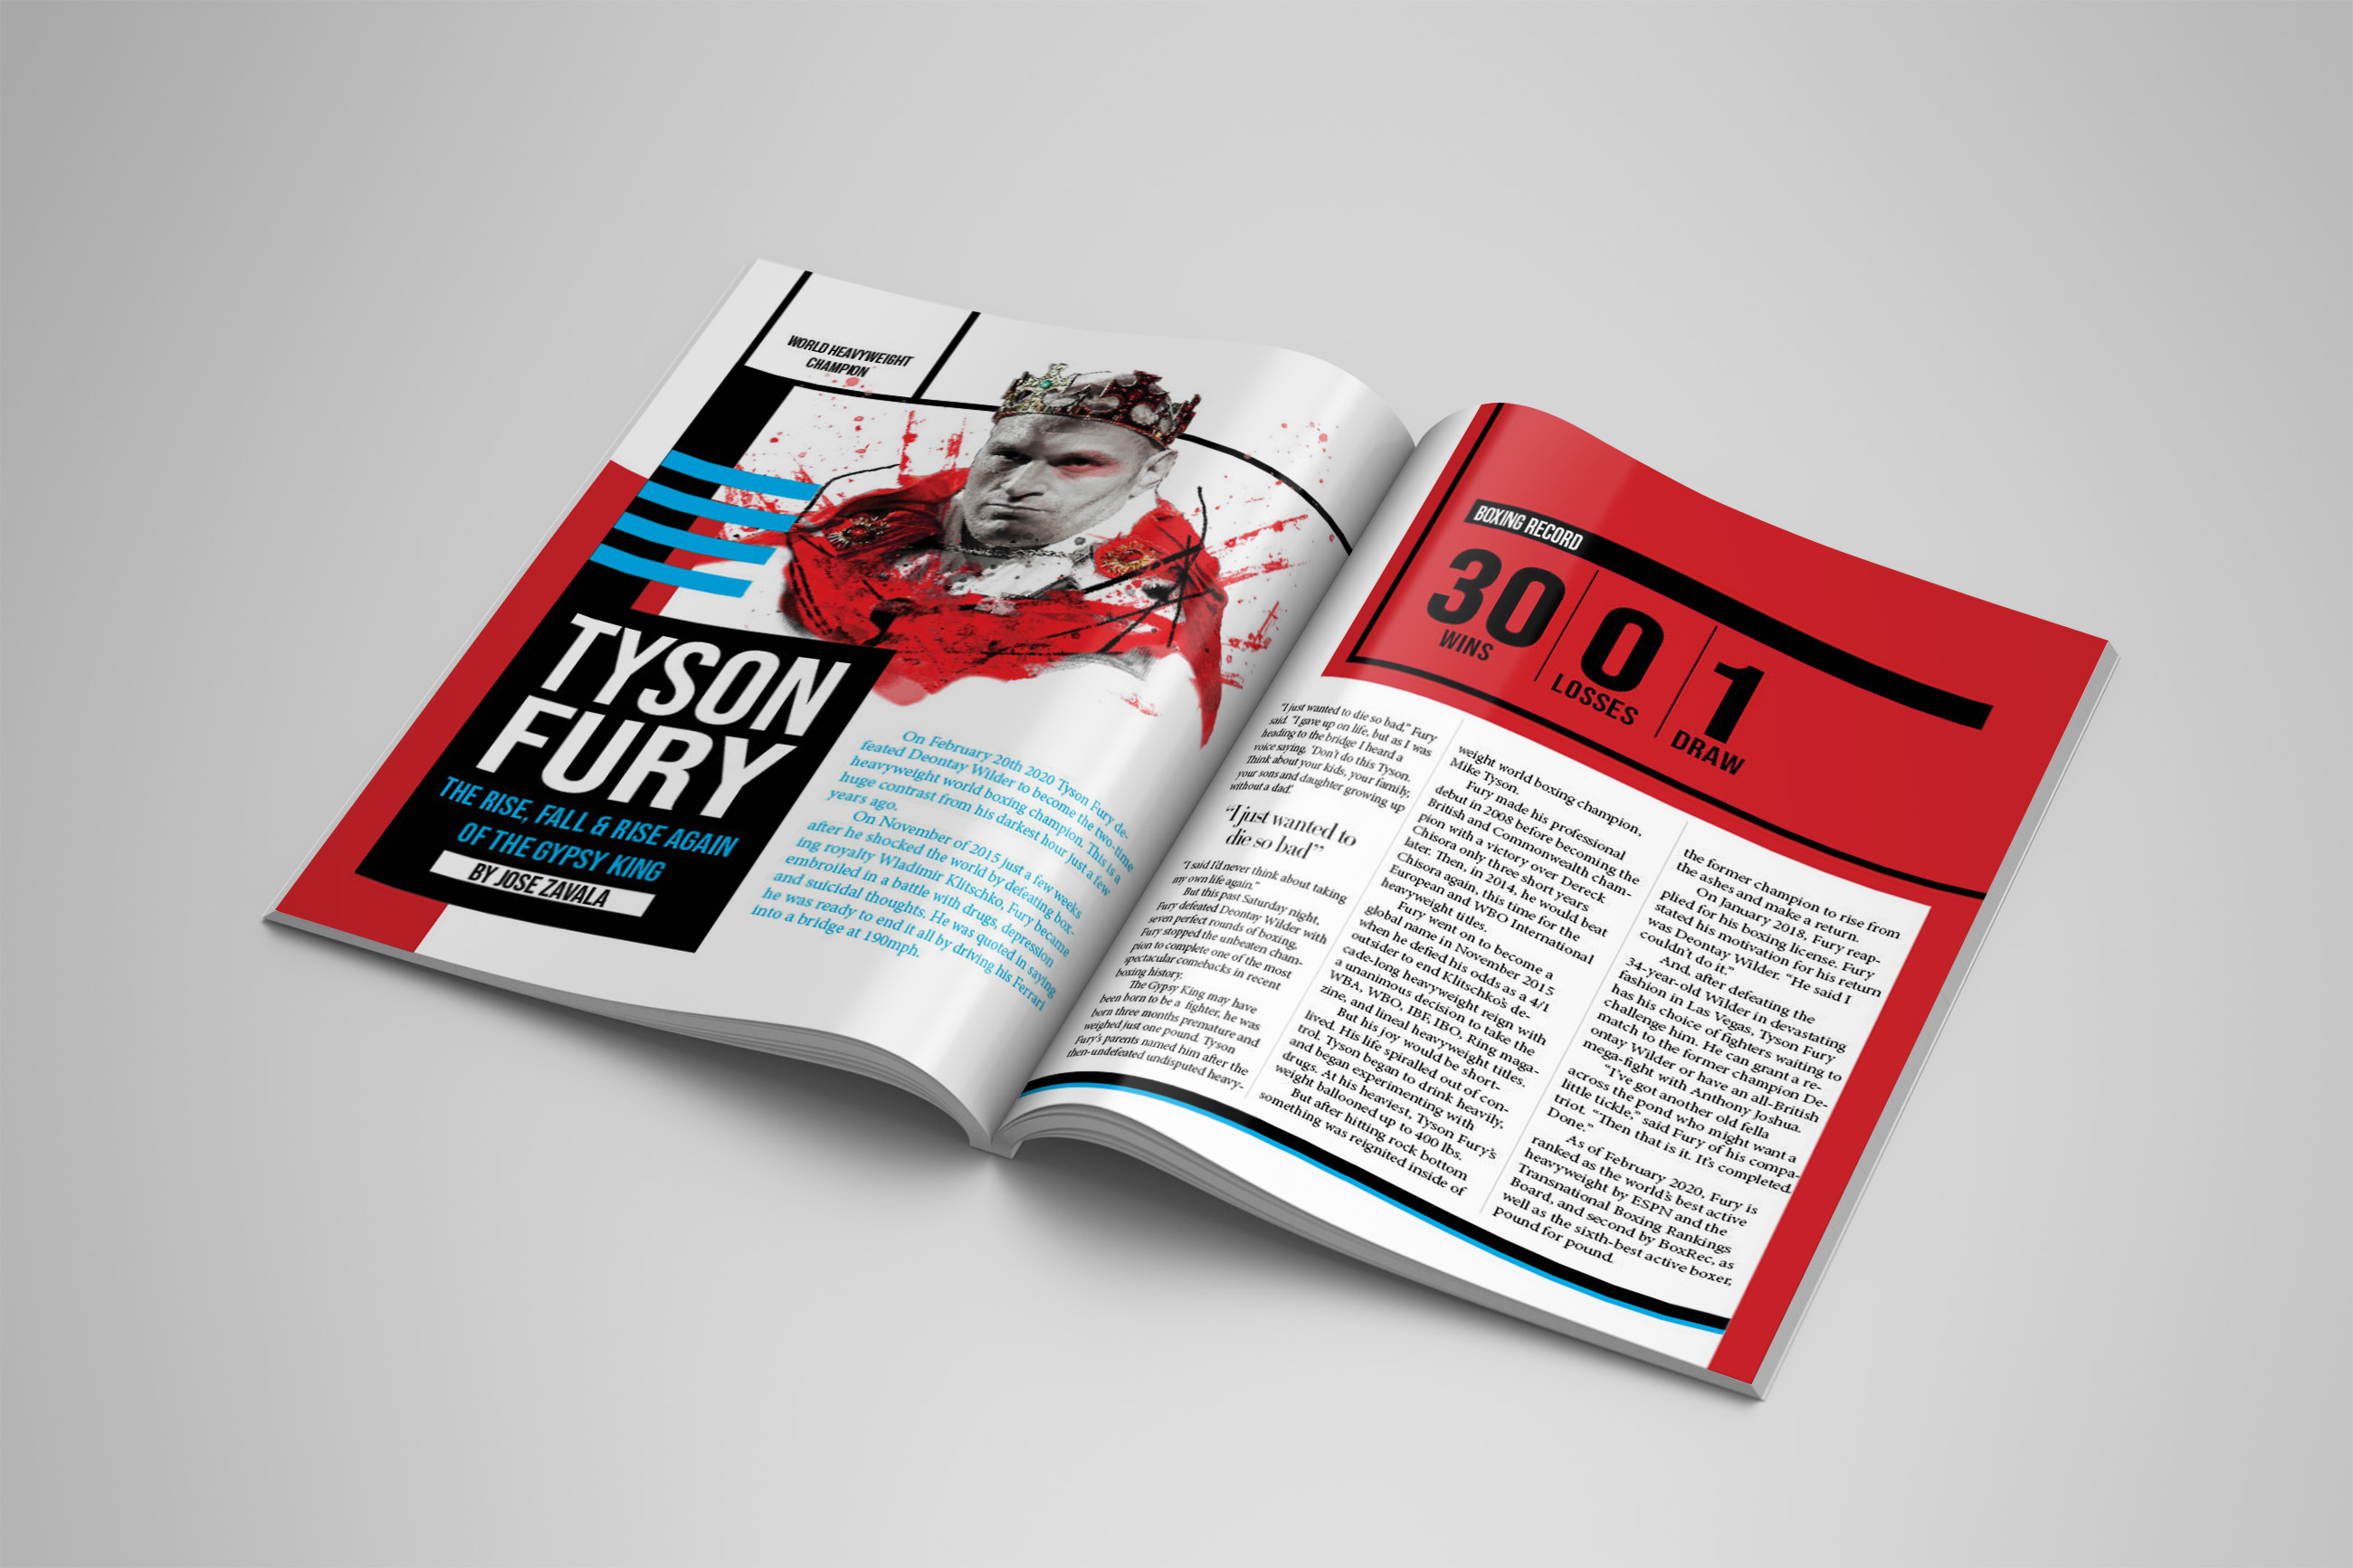 WORLD HEAVYWEIGHT
CHAMPION
TYSON
FURY
THE RISE, FALL & RISE AGAIN
OF THE GYPSY KING
BY JOSE ZAVALA
On February 20th 2020 Tyson Fury de-
feated Deontay Wilder to become the two-time
heavyweight world boxing champion. This is a
huge contrast from his darkest hour just a few
years ago.
On November of 2015 just a few weeks
after he shocked the world by defeating box-
ing royalty Wladimir Klitschko, Fury became
embroiled in a battle with drugs, depression
and suicidal thoughts. He was quoted in saying
he was ready to end it all by driving his Ferrari
into a bridge at 190mph.
BOXING RECORD
30
WINS
0
LOSSES
1
DRAW
"I just wanted to die so bad," Fury
said. "I gave up on life, but as I was
heading to the bridge I heard a
voice saying, 'Don't do this Tyson.
Think about your kids, your family,
your sons and daughter growing up
without a dad.'
“I just wanted to
die so bad”
"I said I'd never think about taking
my own life again."
But this past Saturday night,
Fury defeated Deontay Wilder with
seven perfect rounds of boxing,
Fury stopped the unbeaten cham-
pion to complete one of the most
spectacular comebacks in recent
boxing history.
The Gypsy King may have
been born to be a fighter, he was
born three months premature and
weighed just one pound. Tyson
Fury's parents named him after the
then-undefeated undisputed heavy-
weight world boxing champion,
Mike Tyson.
Fury made his professional
debut in 2008 before becoming the
British and Commonwealth cham-
pion with a victory over Dereck
Chisora only three short years
later. Then, in 2014, he would beat
Chisora again, this time for the
European and WBO International
heavyweight titles.
Fury went on to become a
global name in November 2015
when he defied his odds as a 4/1
outsider to end Klitschko's de-
cade-long heavyweight reign with
a unanimous decision to take the
WBA, WBO, IBF, IBO, Ring maga-
zine, and lineal heavyweight titles.
But his joy would be short-
lived. His life spiralled out of con-
trol. Tyson began to drink heavily,
and began experimenting with
drugs. At his heaviest, Tyson Fury's
weight ballooned up to 400 lbs.
But after hitting rock bottom
something was reignited inside of
the former champion to rise from
the ashes and make a return.
On January 2018, Fury reap-
plied for his boxing license. Fury
stated his motivation for his return
was Deontay Wilder. "He said I
couldn't do it."
And, after defeating the
34-year-old Wilder in devastating
fashion in Las Vegas, Tyson Fury
has his choice of fighters waiting to
challenge him. He can grant a re-
match to the former champion De-
ontay Wilder or have an all-British
mega-fight with Anthony Joshua.
"I've got another old fella
across the pond who might want a
little tickle," said Fury of his compa-
triot. "Then that is it. It's completed.
Done."
As of February 2020, Fury is
ranked as the world's best active
heavyweight by ESPN and the
Transnational Boxing Rankings
Board, and second by BoxRec, as
well as the sixth-best active boxer,
pound for pound.